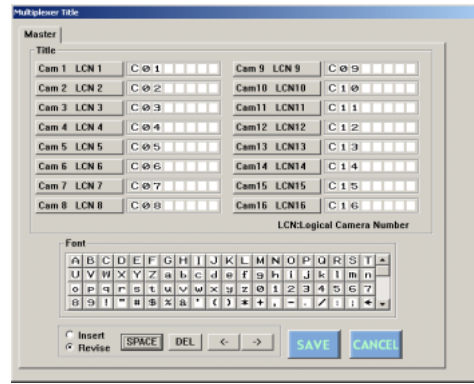 Multiplexer Title
Master
Title
Cam 1 LCN 1 C01
Cam 9 LCN 9 C09
Cam 2 LCN 2 C02
Cam10 LCN10 C10
Cam 3 LCN 3 C03
Cam11 LCN11 C11
Cam 4 LCN 4 C04
Cam12 LCN12 C12
Cam 5 LCN 5 C05
Cam13 LCN13 C13
Cam 6 LCN 6 C06
Cam14 LCN14 C14
Cam 7 LCN 7 C07
Cam15 LCN15 C15
Cam 8 LCN 8 C08
Cam16 LCN16 C16
LCN:Logical Camera Number
Font
A B C D E F G H I J K L M N O P Q R S T
U V W X Y Z a b c d e f g h i j k l m n
o p q r s t u v w x y z 0 1 2 3 4 5 6 7
8 9 ! " # $ % & ' ( ) * + , - . / : ; ←
Insert
Revise
SPACE DEL <- ->
SAVE CANCEL